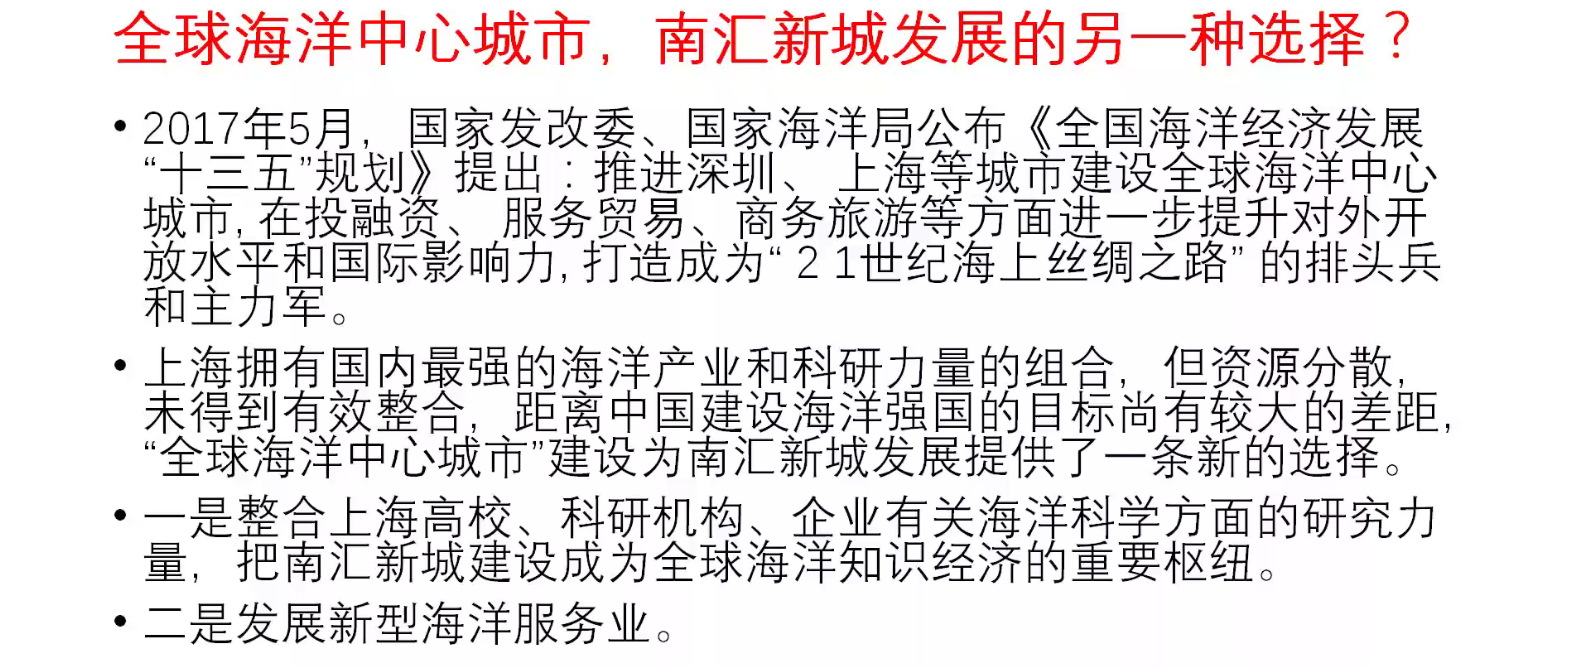 全球海洋中心城市，南汇新城发展的另一种选择？
• 2017年5月，国家发改委、国家海洋局公布《全国海洋经济发展
“十三五”规划》提出：推进深圳、上海等城市建设全球海洋中心
城市, 在投融资、服务贸易、商务旅游等方面进一步提升对外开
放水平和国际影响力, 打造成为“ 2 1世纪海上丝绸之路” 的排头兵
和主力军。
• 上海拥有国内最强的海洋产业和科研力量的组合，但资源分散，
未得到有效整合，距离中国建设海洋强国的目标尚有较大的差距，
“全球海洋中心城市”建设为南汇新城发展提供了一条新的选择。
• 一是整合上海高校、科研机构、企业有关海洋科学方面的研究力
量，把南汇新城建设成为全球海洋知识经济的重要枢纽。
• 二是发展新型海洋服务业。